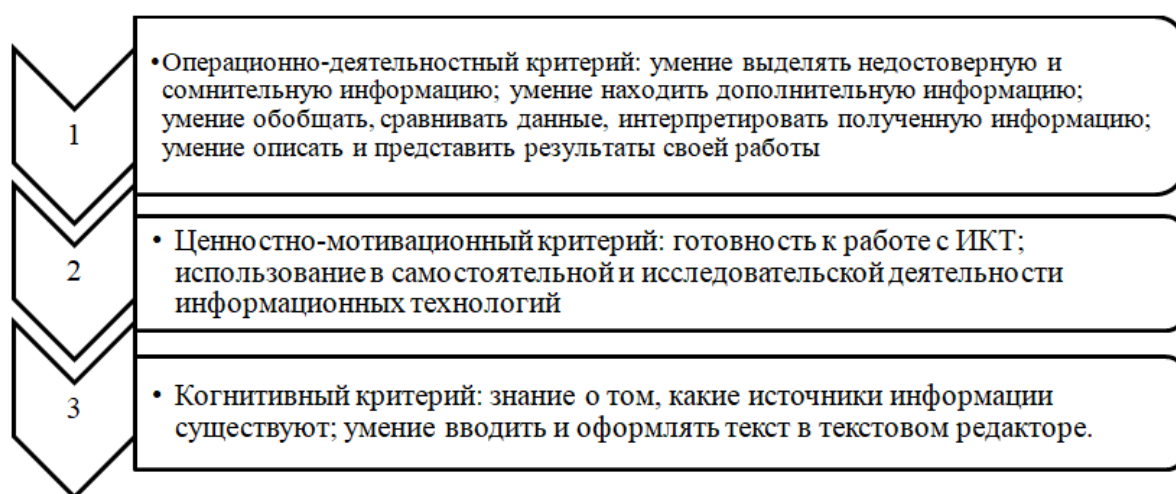 •Операционно-деятельностный критерий: умение выделять недостоверную и
сомнительную информацию; умение находить дополнительную информацию;
умение обобщать, сравнивать данные, интерпретировать полученную информацию;
умение описать и представить результаты своей работы
1
• Ценностно-мотивационный критерий: готовность к работе с ИКТ;
использование в самостоятельной и исследовательской деятельности
информационных технологий
2
• Когнитивный критерий: знание о том, какие источники информации
существуют; умение вводить и оформлять текст в текстовом редакторе.
3